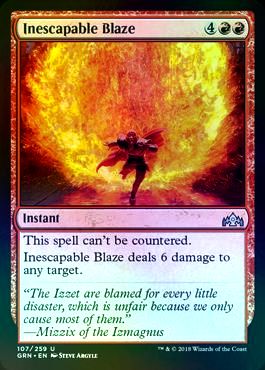 Inescapable Blaze 4
Instant
This spell can't be countered.
Inescapable Blaze deals 6 damage to
any target.
"The Izzet are blamed for every little
disaster, which is unfair because we only
cause most of them."
—Mizzix of the Izmagnus
107/259 U
GRN • EN Steve Argyle
™ & © 2018 Wizards of the Coast